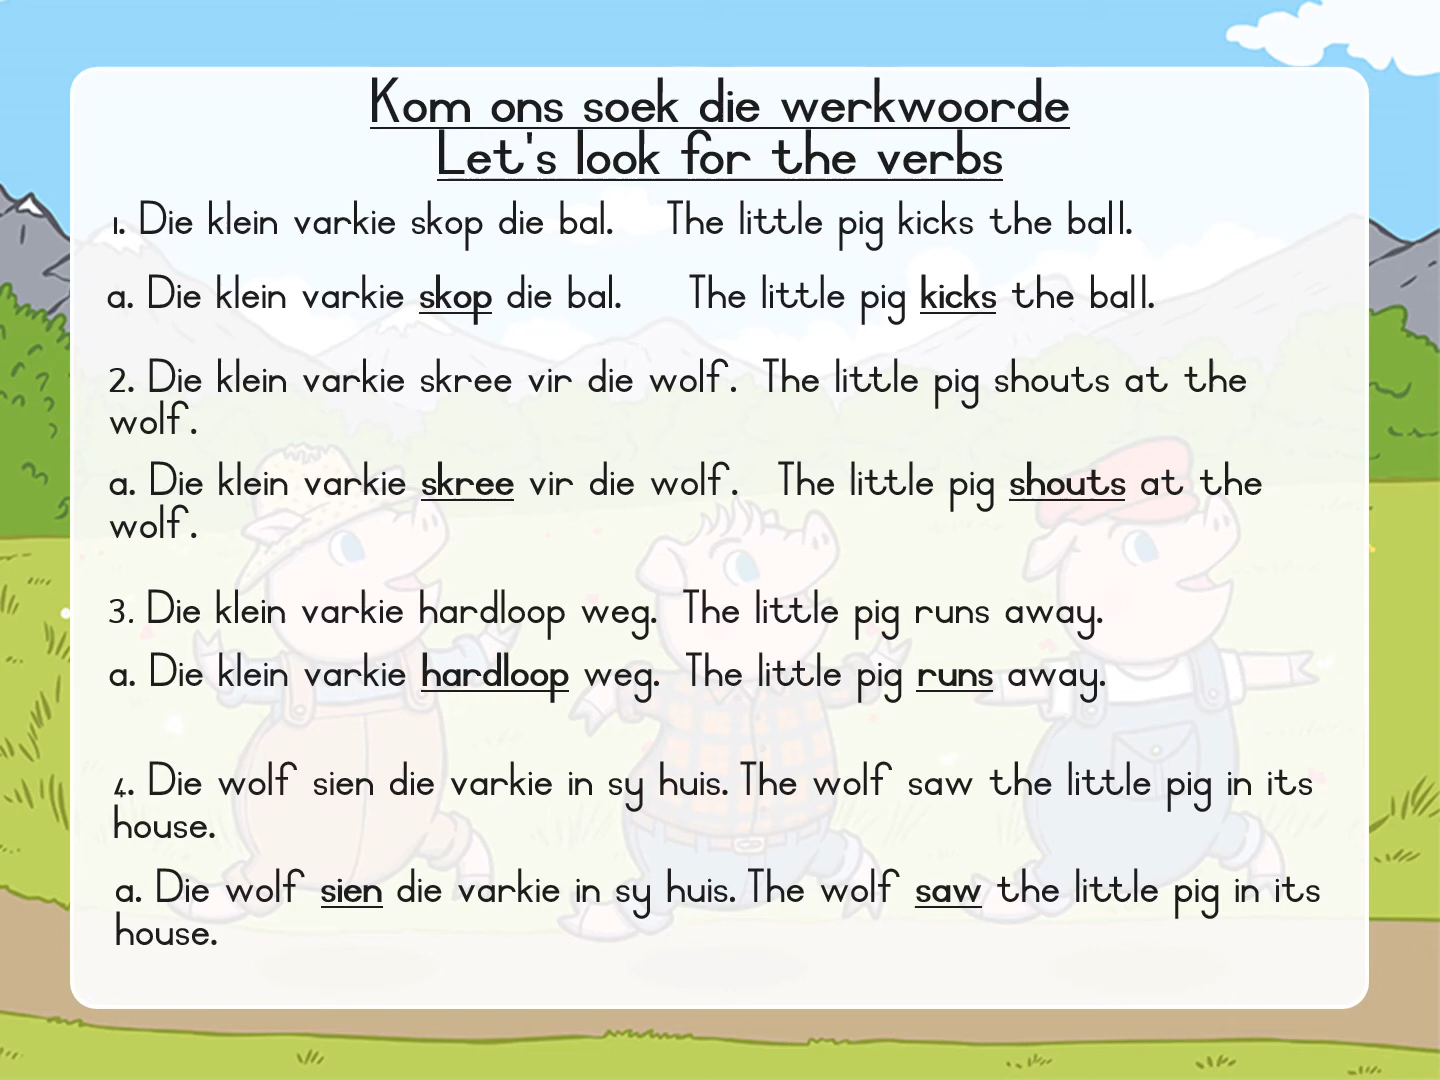 Kom ons soek die werkwoorde
Let's look for the verbs
1. Die klein varkie skop die bal. The little pig kicks the ball.
a. Die klein varkie skop die bal. The little pig kicks the ball.
2. Die klein varkie skree vir die wolf. The little pig shouts at the
wolf.
a. Die klein varkie skree vir die wolf. The little pig shouts at the
wolf.
3. Die klein varkie hardloop weg. The little pig runs away.
a. Die klein varkie hardloop weg. The little pig runs away.
4. Die wolf sien die varkie in sy huis. The wolf saw the little pig in its
house.
a. Die wolf sien die varkie in sy huis. The wolf saw the little pig in its
house.